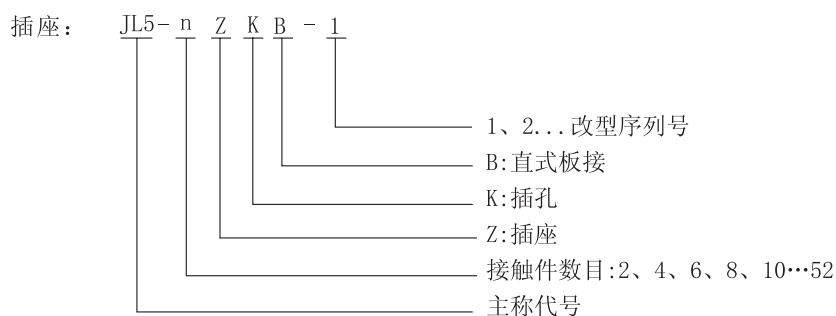 插座： JL5-n Z K B-1
1、2...改型序列号
B:直式板接
K:插孔
Z:插座
接触件数目:2、4、6、8、10…52
主称代号